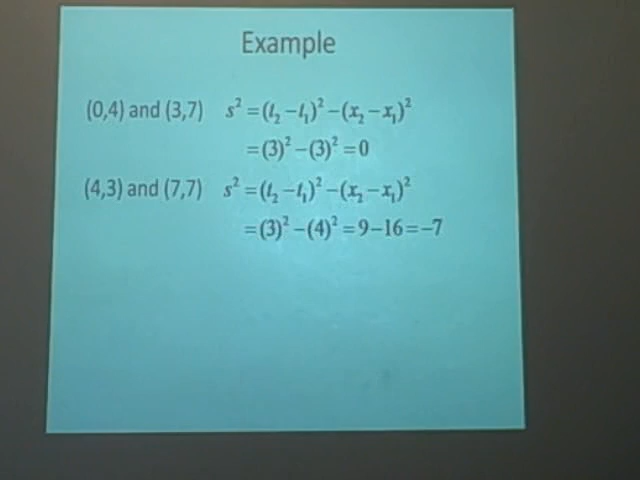 Example
(0,4) and (3,7) s² = (t₂ – t₁)² – (x₂ – x₁)²
= (3)² – (3)² = 0
(4,3) and (7,7) s² = (t₂ – t₁)² – (x₂ – x₁)²
= (3)² – (4)² = 9 – 16 = –7